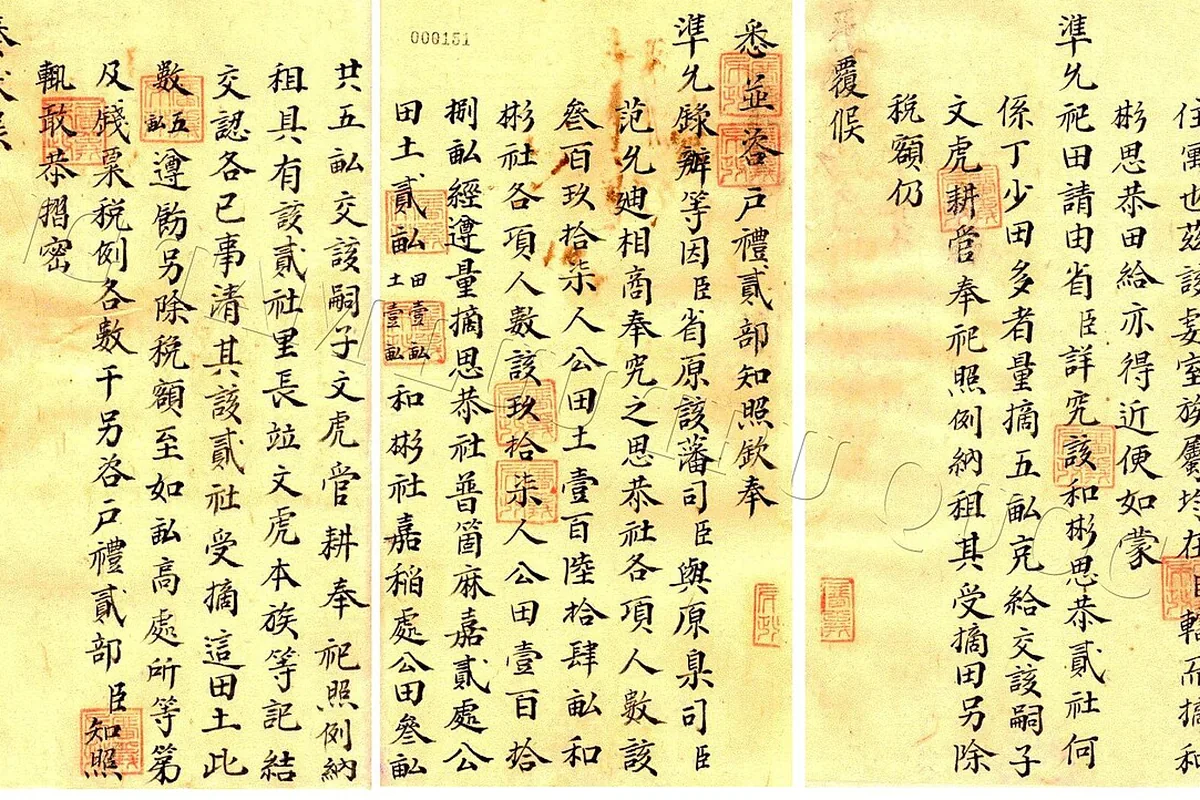 住寓也茲該妻室族屬均在轄而摘和
彬思恭田給亦得近便如蒙
準允祀田請由省臣詳究該和彬思恭貳社何
係丁少田多者量摘五畝克給交該嗣子
文虎耕管奉祀照例納租其受摘田另除
稅額仍
覆候
000151
悉並咨戶禮貳部知照欽奉
準允錄辦等因臣省原該藩司臣與原臬司臣
范允迪相商奉究之思恭社各項人數該
叁百玖拾柒人公田土壹百陸拾肆畝和
彬社各項人數該玖拾柒人公田壹百拾
捌畝經遵量摘思恭社普箇麻嘉貳處公
田土貳畝田壹畝土壹畝和彬社嘉稻處公田叁畝
共五畝交該嗣子文虎管耕奉祀照例納
租具有該貳社里長竝文虎本族等記結
交認各已事清其該貳社受摘這田土此
數五畝遵飭另除稅額至如畝高處所等第
及錢粟稅例各數干另咨戶禮貳部臣知照
輒敢恭摺密